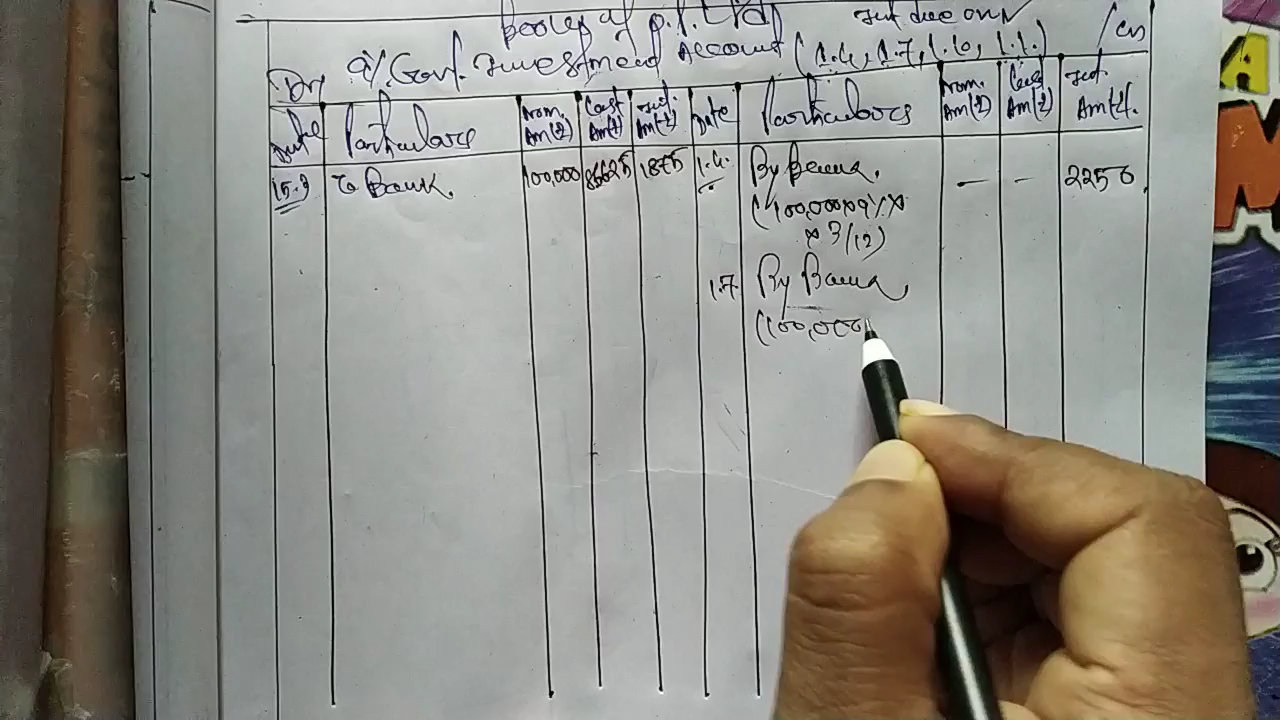 Books of P.I. Ltd Int due on
9% Govt. Investment Account (1.4, 1.7, 1.10, 1.1.)
Dr Cr
Date Particulars Nom. Am(₹) Cost Am(₹) Int. Am(₹) Date Particulars Nom. Am(₹) Cost Am(₹) Int. Am(₹).
15.3 To Bank. 100,000 86625 1875 1.4. By Bank. — — 2250
(100,000×9%×
×3/12)
1.7. By Bank
(100,000
A
M